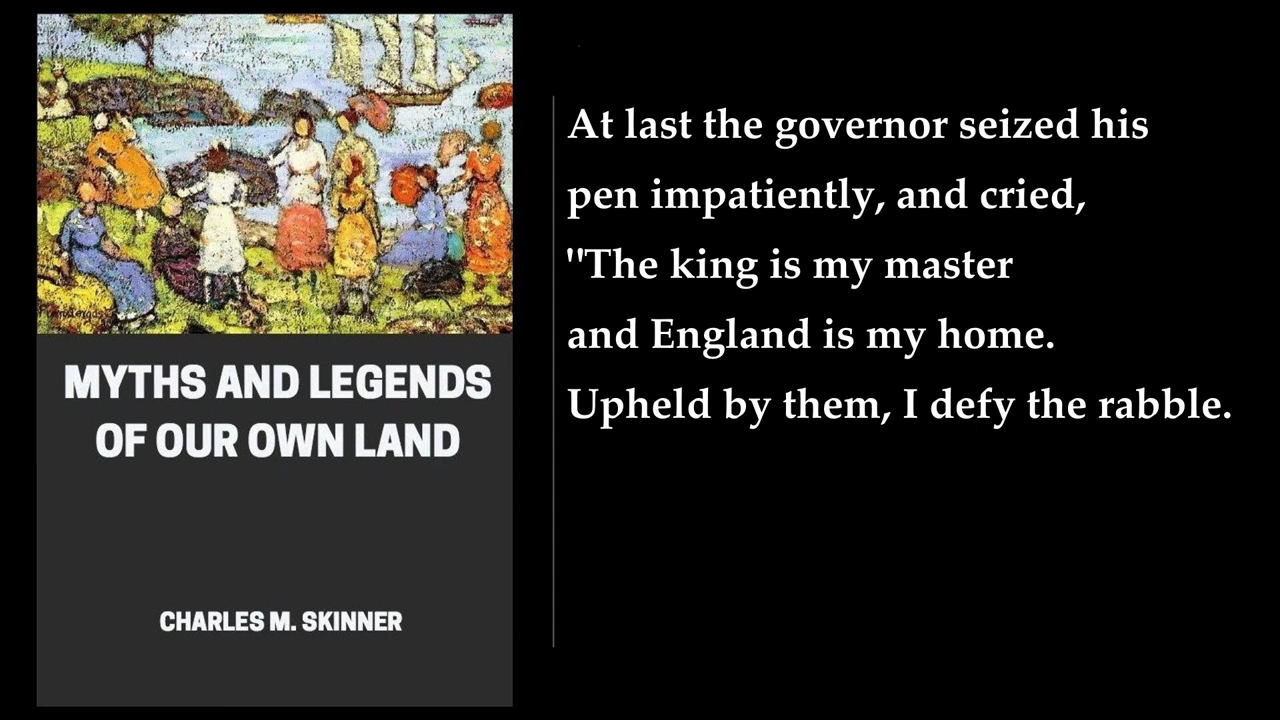 MYTHS AND LEGENDS
OF OUR OWN LAND
CHARLES M. SKINNER
At last the governor seized his
pen impatiently, and cried,
"The king is my master
and England is my home.
Upheld by them, I defy the rabble.